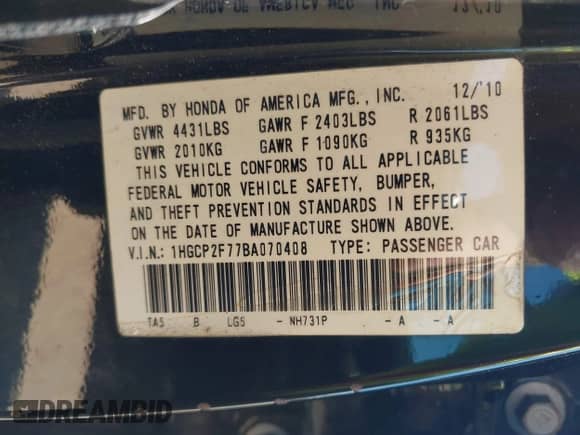 MFD. BY HONDA OF AMERICA MFG., INC. 12/'10
GVWR 4431LBS GAWR F 2403LBS R 2061LBS
GVWR 2010KG GAWR F 1090KG R 935KG
THIS VEHICLE CONFORMS TO ALL APPLICABLE
FEDERAL MOTOR VEHICLE SAFETY, BUMPER,
AND THEFT PREVENTION STANDARDS IN EFFECT
ON THE DATE OF MANUFACTURE SHOWN ABOVE.
V.I.N.: 1HGCP2F77BA070408 TYPE: PASSENGER CAR
TA5 B LG5 - NH731P - A - A
DREAMBID